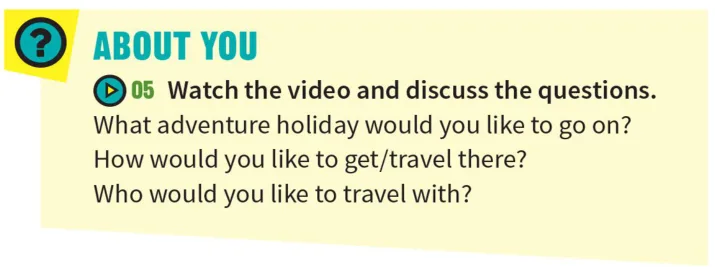 ?
ABOUT YOU
05 Watch the video and discuss the questions.
What adventure holiday would you like to go on?
How would you like to get/travel there?
Who would you like to travel with?